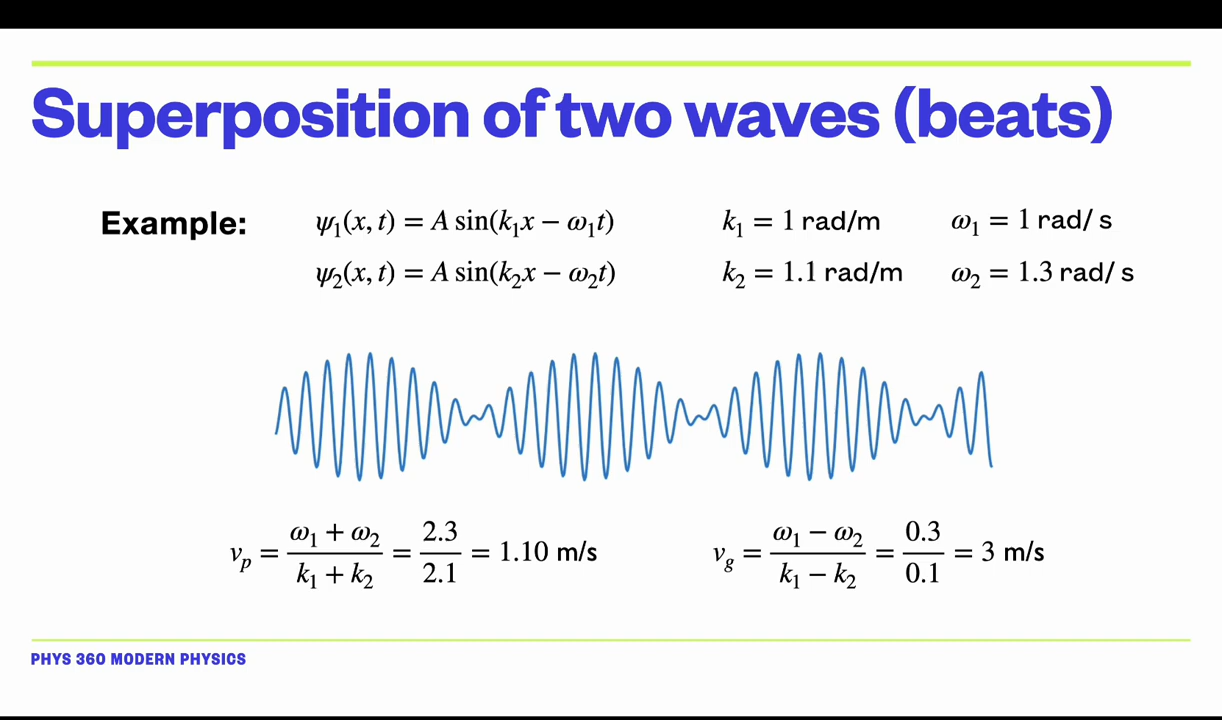 Superposition of two waves (beats)
Example: ψ₁(x, t) = A sin(k₁x − ω₁t) k₁ = 1 rad/m ω₁ = 1 rad/ s
ψ₂(x, t) = A sin(k₂x − ω₂t) k₂ = 1.1 rad/m ω₂ = 1.3 rad/ s
vₚ = (ω₁ + ω₂)/(k₁ + k₂) = 2.3/2.1 = 1.10 m/s v_g = (ω₁ − ω₂)/(k₁ − k₂) = 0.3/0.1 = 3 m/s
PHYS 360 MODERN PHYSICS